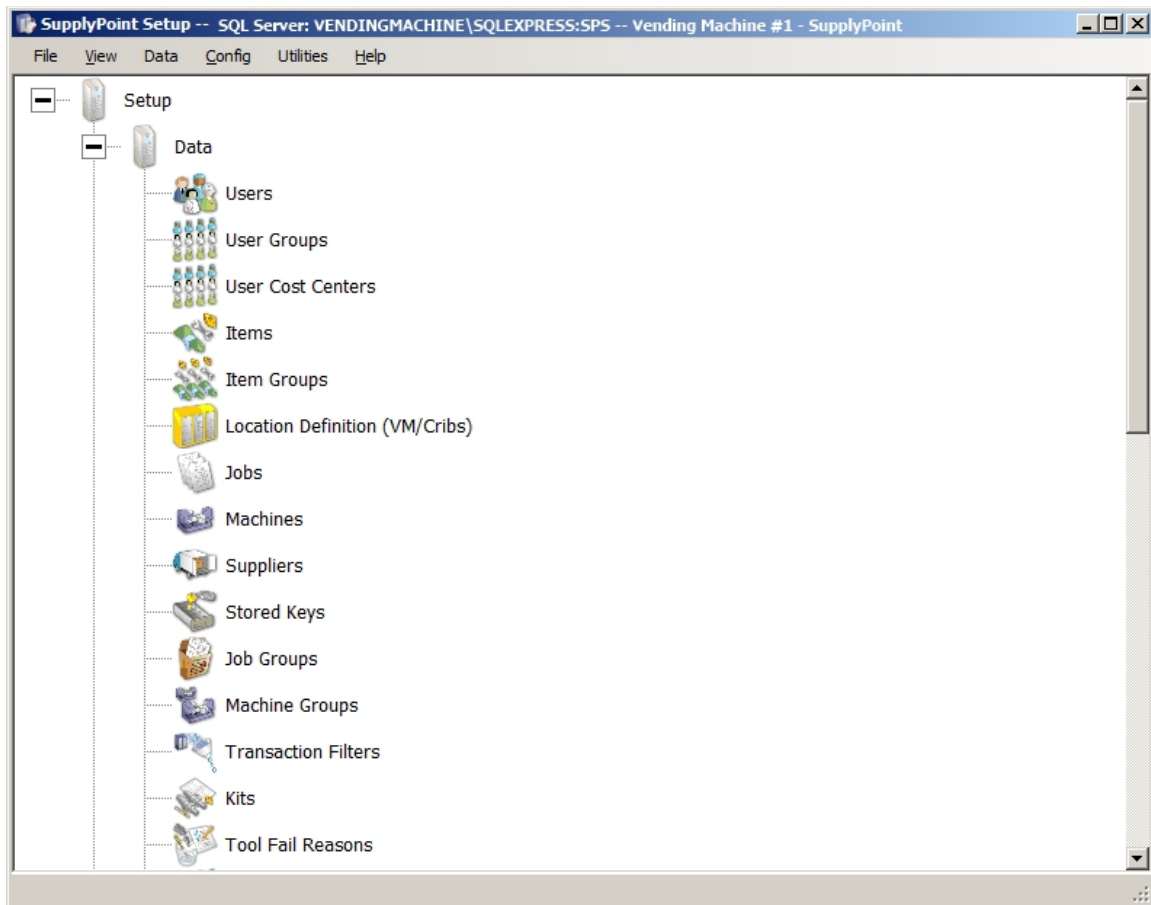 SupplyPoint Setup -- SQL Server: VENDINGMACHINE\SQLEXPRESS:SPS -- Vending Machine #1 - SupplyPoint
File View Data Config Utilities Help
Setup
Data
Users
User Groups
User Cost Centers
Items
Item Groups
Location Definition (VM/Cribs)
Jobs
Machines
Suppliers
Stored Keys
Job Groups
Machine Groups
Transaction Filters
Kits
Tool Fail Reasons